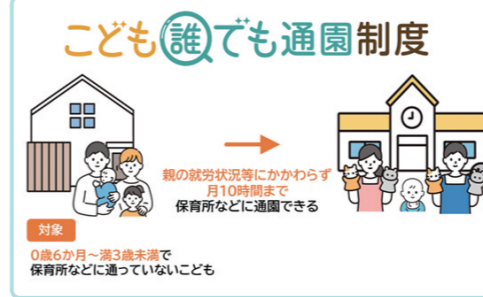 こども誰でも通園制度
親の就労状況等にかかわらず
月10時間まで
保育所などに通園できる
対象
0歳6か月～満3歳未満で
保育所などに通っていないこども